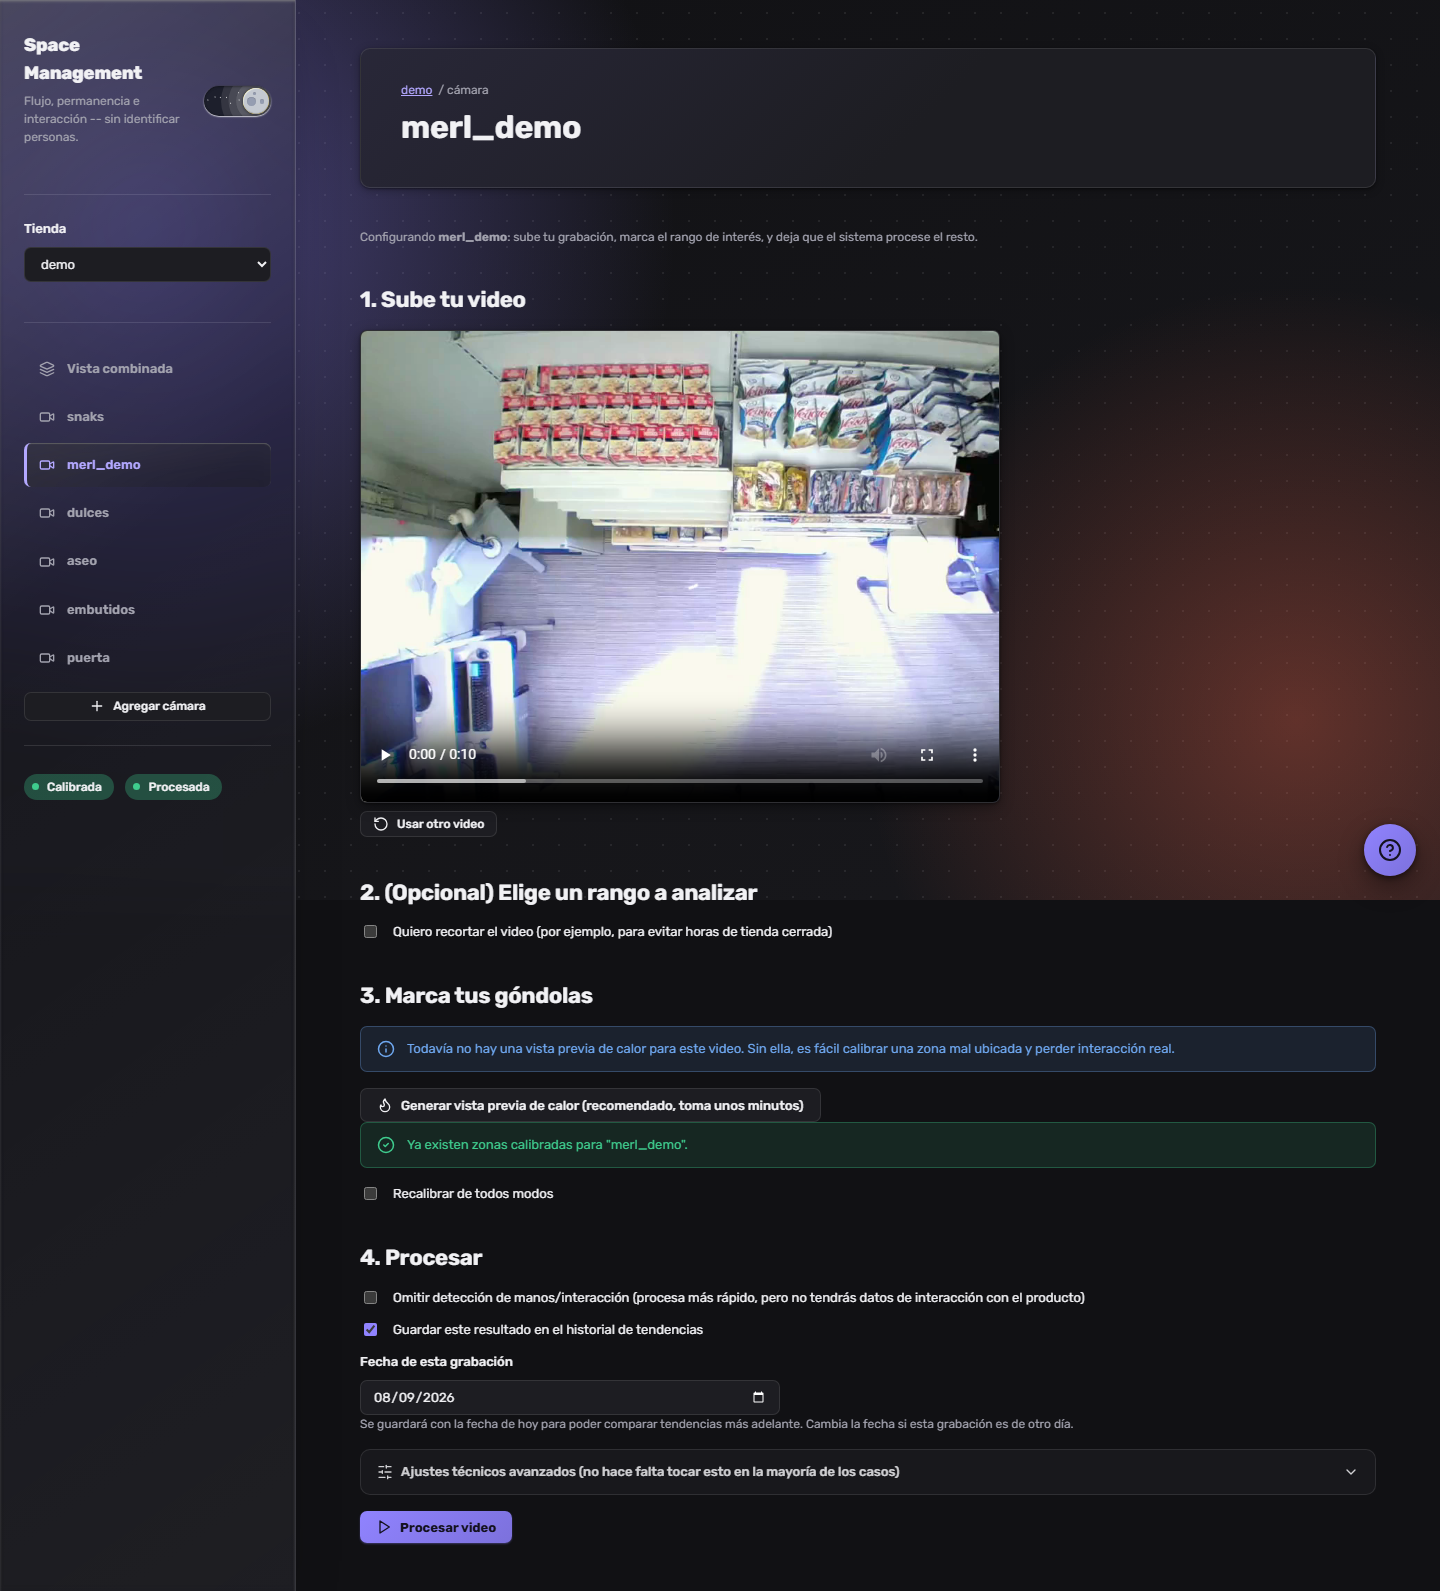 Space
Management
Flujo, permanencia e
interacción -- sin identificar
personas.
Tienda
demo
Vista combinada
snaks
merl_demo
dulces
aseo
embutidos
puerta
Agregar cámara
Calibrada
Procesada
demo / cámara
merl_demo
Configurando merl_demo: sube tu grabación, marca el rango de interés, y deja que el sistema procese el resto.
1. Sube tu video
Veggie
0:00 / 0:10
Usar otro video
2. (Opcional) Elige un rango a analizar
Quiero recortar el video (por ejemplo, para evitar horas de tienda cerrada)
3. Marca tus góndolas
Todavía no hay una vista previa de calor para este video. Sin ella, es fácil calibrar una zona mal ubicada y perder interacción real.
Generar vista previa de calor (recomendado, toma unos minutos)
Ya existen zonas calibradas para "merl_demo".
Recalibrar de todos modos
4. Procesar
Omitir detección de manos/interacción (procesa más rápido, pero no tendrás datos de interacción con el producto)
Guardar este resultado en el historial de tendencias
Fecha de esta grabación
08/09/2026
Se guardará con la fecha de hoy para poder comparar tendencias más adelante. Cambia la fecha si esta grabación es de otro día.
Ajustes técnicos avanzados (no hace falta tocar esto en la mayoría de los casos)
Procesar video